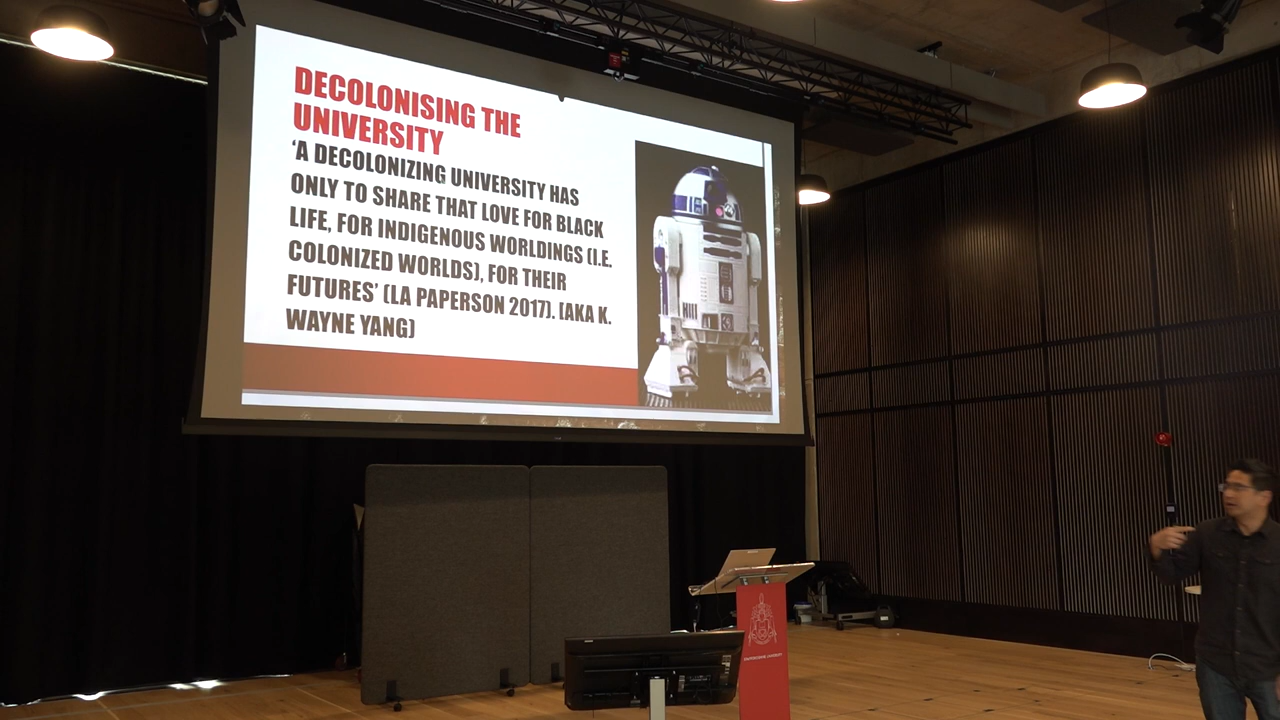 DECOLONISING THE
UNIVERSITY
‘A DECOLONIZING UNIVERSITY HAS
ONLY TO SHARE THAT LOVE FOR BLACK
LIFE, FOR INDIGENOUS WORLDINGS (I.E.
COLONIZED WORLDS), FOR THEIR
FUTURES’ (LA PAPERSON 2017). [AKA K.
WAYNE YANG]